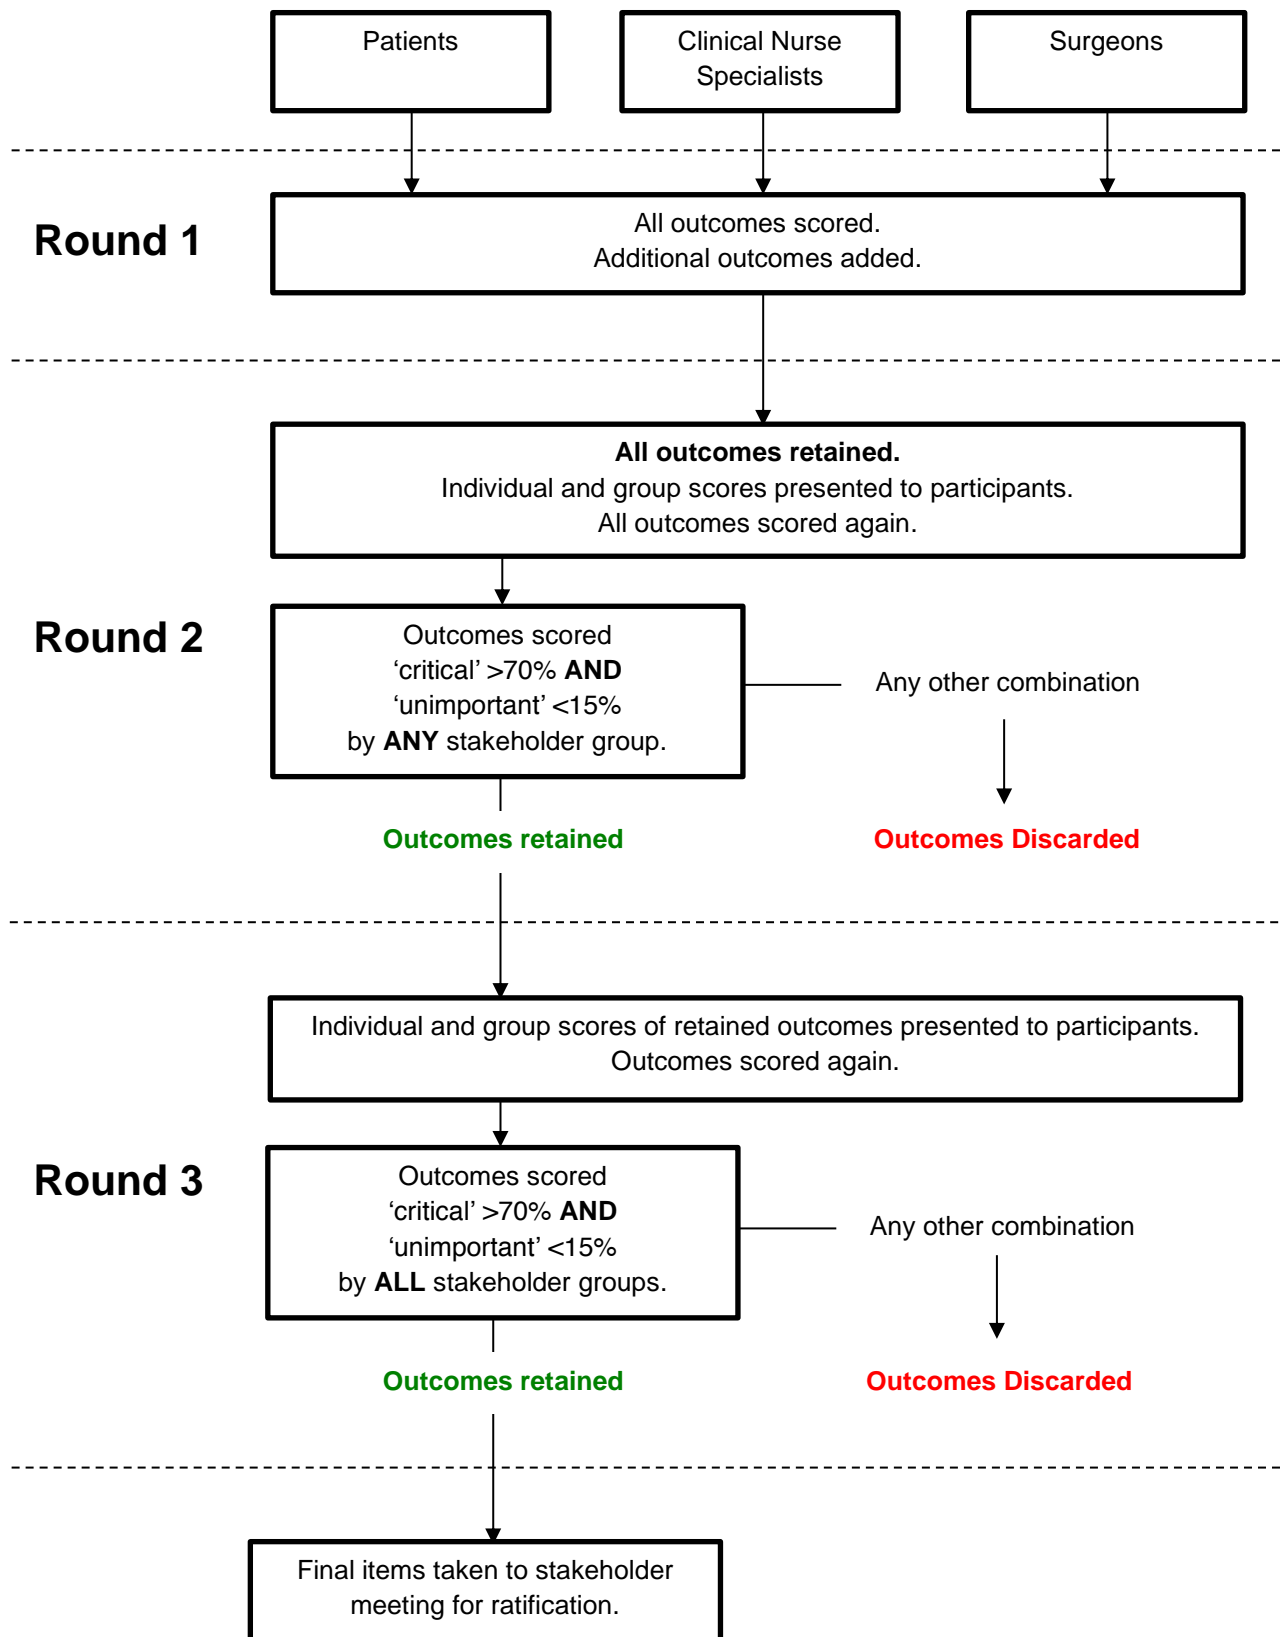 Patients
Clinical Nurse
Specialists
Surgeons
Round 1
All outcomes scored.
Additional outcomes added.
All outcomes retained.
Individual and group scores presented to participants.
All outcomes scored again.
Round 2
Outcomes scored
‘critical’ >70% AND
‘unimportant’ <15%
by ANY stakeholder group.
Any other combination
Outcomes retained
Outcomes Discarded
Individual and group scores of retained outcomes presented to participants.
Outcomes scored again.
Round 3
Outcomes scored
‘critical’ >70% AND
‘unimportant’ <15%
by ALL stakeholder groups.
Any other combination
Outcomes retained
Outcomes Discarded
Final items taken to stakeholder
meeting for ratification.